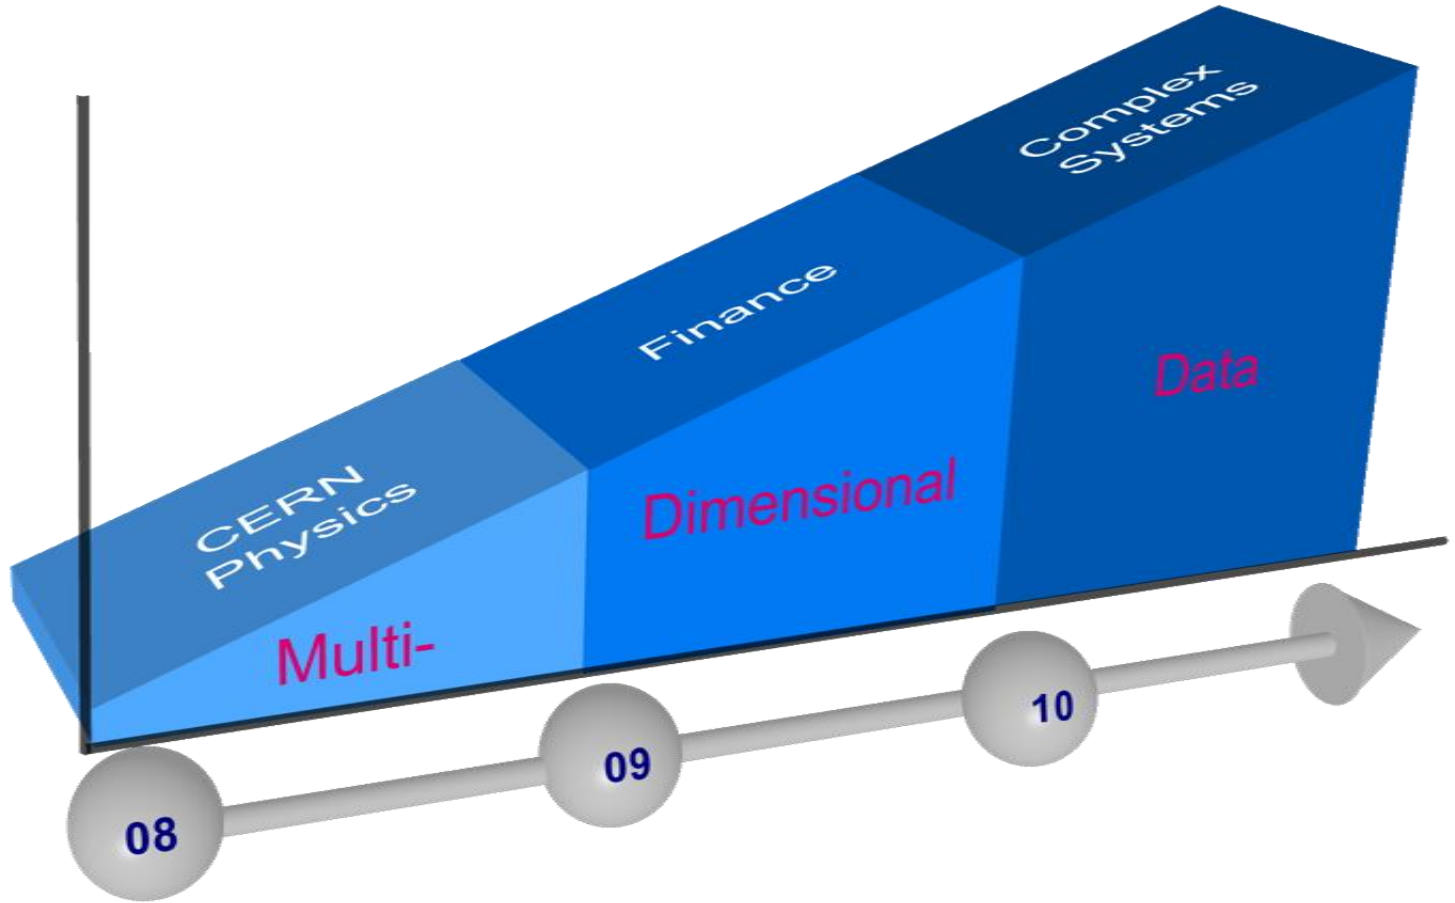 CERN
Physics
Finance
Complex
Systems
Multi-
Dimensional
Data
08
09
10